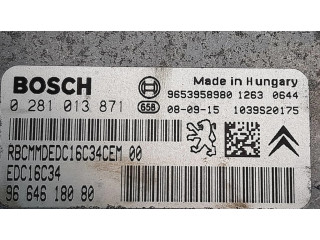 BOSCH
Made in Hungary
9653958980 1263 0644
0 281 013 871
658
08-09-15 1039S20175
RBCMMDEDC16C34CEM 00
EDC16C34
96 646 180 80